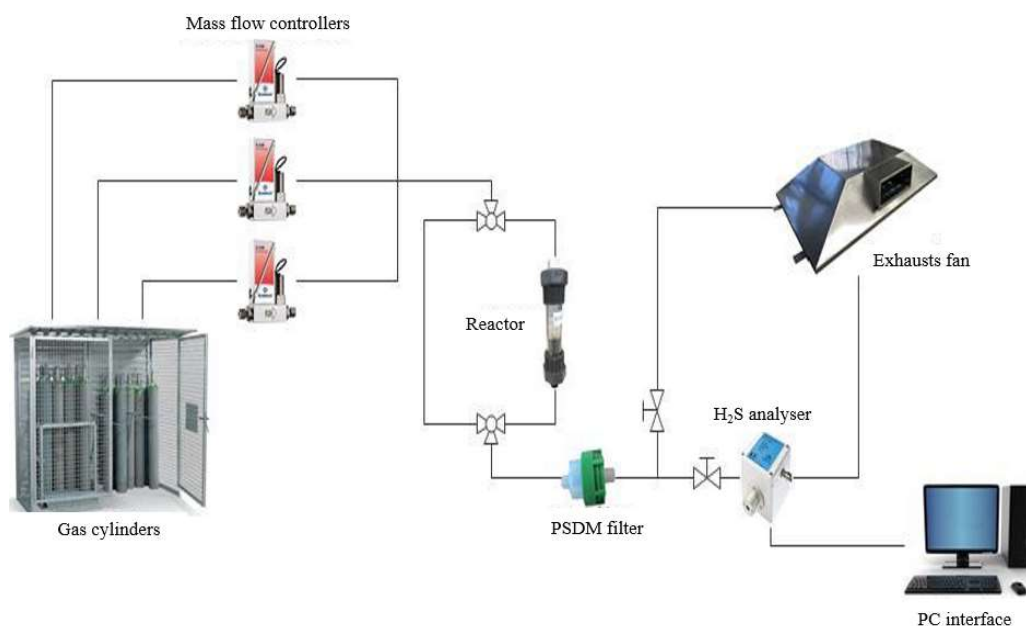 Mass flow controllers
Exhausts fan
Reactor
H₂S analyser
Gas cylinders
PSDM filter
PC interface